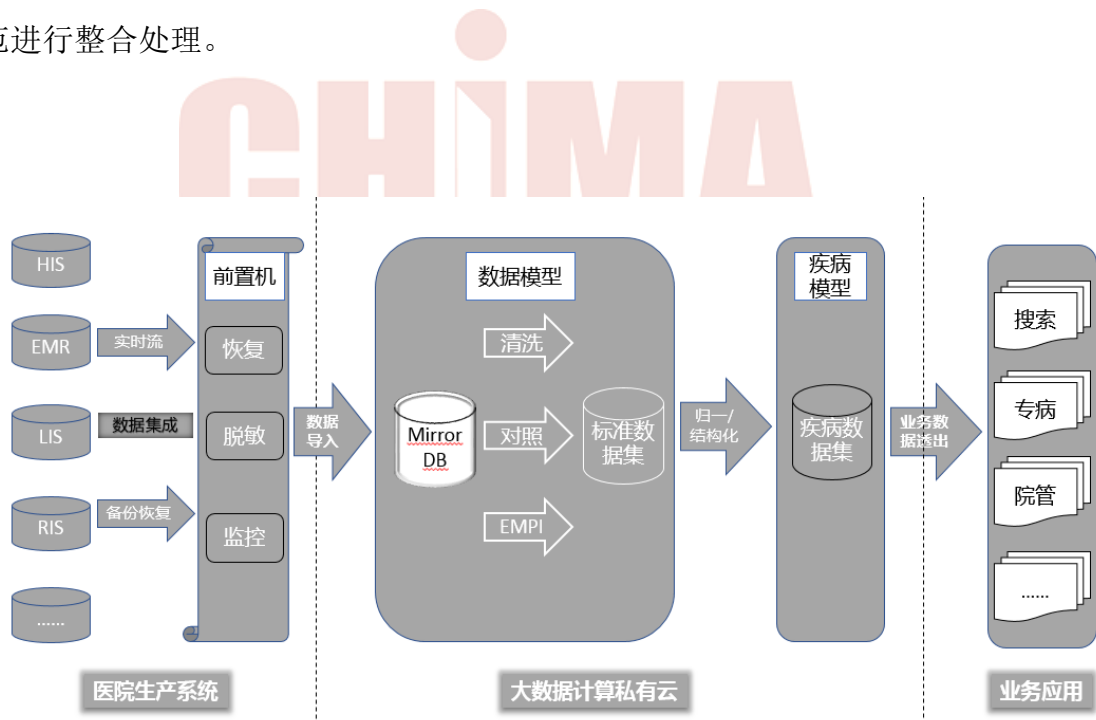 进行整合处理。
CHiMA
HIS
EMR
LIS
RIS
......
实时流
数据集成
备份恢复
前置机
恢复
脱敏
监控
数据
导入
数据模型
清洗
对照
EMPI
Mirror
DB
标准数
据集
归一/
结构化
疾病
模型
疾病数
据集
业务数
据透出
搜索
专病
院管
......
医院生产系统
大数据计算私有云
业务应用